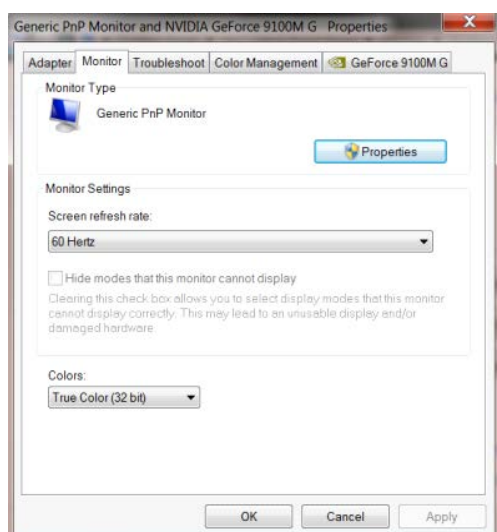 Generic PnP Monitor and NVIDIA GeForce 9100M G Properties
Adapter Monitor Troubleshoot Color Management GeForce 9100M G
Monitor Type
Generic PnP Monitor
Properties
Monitor Settings
Screen refresh rate:
60 Hertz
Hide modes that this monitor cannot display
Clearing this check box allows you to select display modes that this monitor
cannot display correctly. This may lead to an unusable display and/or
damaged hardware.
Colors:
True Color (32 bit)
OK Cancel Apply